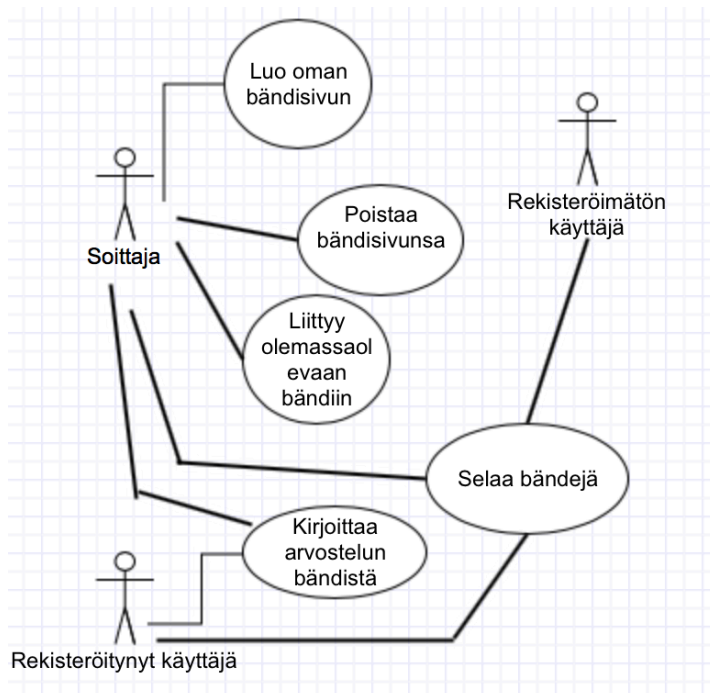 Luo oman
bändisivun
Rekisteröimätön
käyttäjä
Poistaa
bändisivunsa
Soittaja
Liittyy
olemassaol
evaan
bändiin
Selaa bändejä
Kirjoittaa
arvostelun
bändistä
Rekisteröitynyt käyttäjä